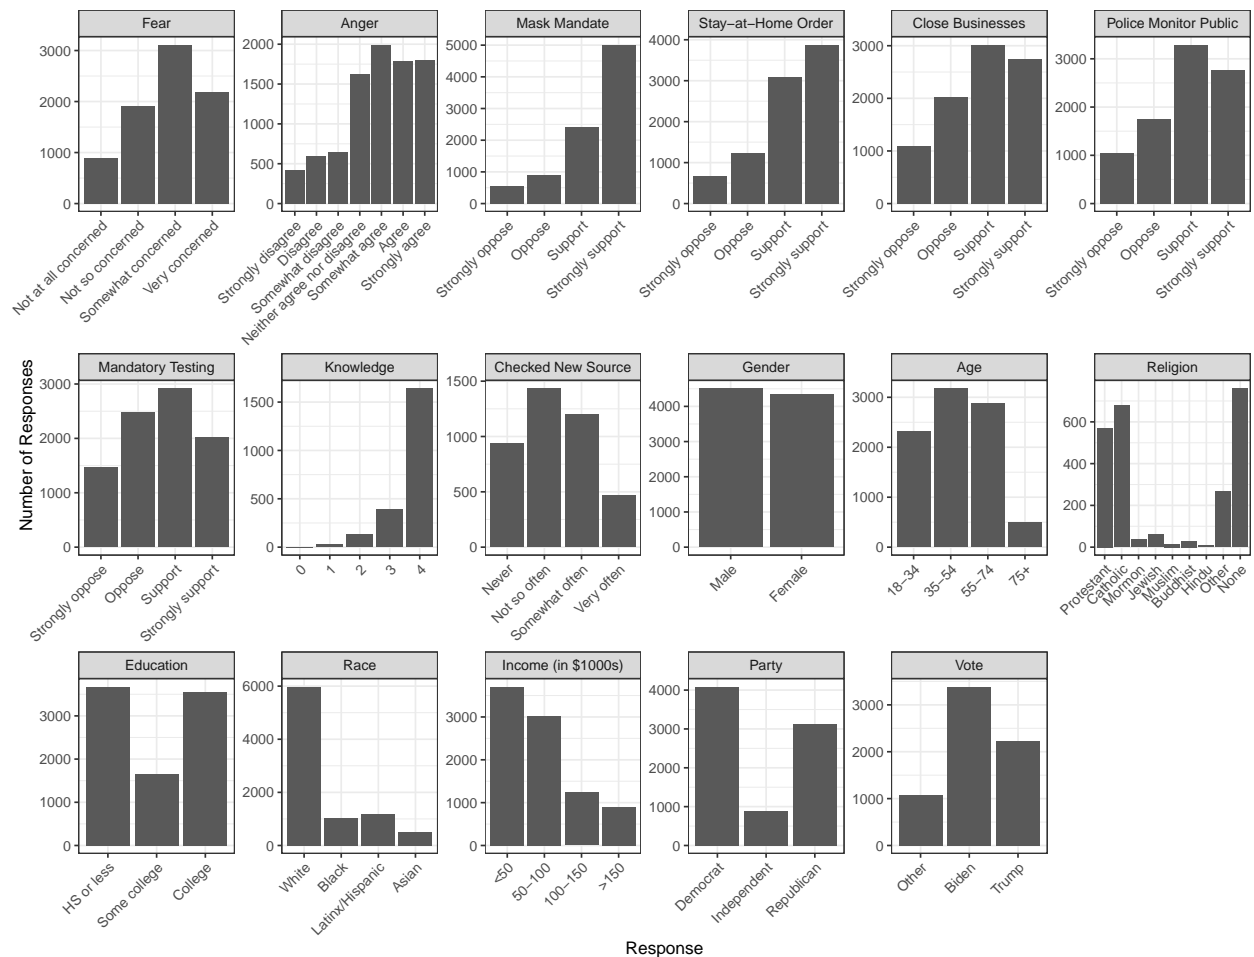 Fear
Anger
Mask Mandate
Stay−at−Home Order
Close Businesses
Police Monitor Public
3000
2000
1000
0
2000
1500
1000
500
0
5000
4000
3000
2000
1000
0
4000
3000
2000
1000
0
3000
2000
1000
0
3000
2000
1000
0
Not at all concerned
Not so concerned
Somewhat concerned
Very concerned
Strongly disagree
Disagree
Somewhat disagree
Neither agree nor disagree
Somewhat agree
Agree
Strongly agree
Strongly oppose
Oppose
Support
Strongly support
Strongly oppose
Oppose
Support
Strongly support
Strongly oppose
Oppose
Support
Strongly support
Strongly oppose
Oppose
Support
Strongly support
Number of Responses
Mandatory Testing
Knowledge
Checked New Source
Gender
Age
Religion
3000
2000
1000
0
1500
1000
500
0
1500
1000
500
0
4000
3000
2000
1000
0
3000
2000
1000
0
600
400
200
0
Strongly oppose
Oppose
Support
Strongly support
0
1
2
3
4
Never
Not so often
Somewhat often
Very often
Male
Female
18−34
35−54
55−74
75+
Protestant
Catholic
Mormon
Jewish
Muslim
Buddhist
Hindu
Other
None
Education
Race
Income (in $1000s)
Party
Vote
3000
2000
1000
0
6000
4000
2000
0
3000
2000
1000
0
4000
3000
2000
1000
0
3000
2000
1000
0
HS or less
Some college
College
White
Black
Latinx/Hispanic
Asian
<50
50−100
100−150
>150
Democrat
Independent
Republican
Other
Biden
Trump
Response